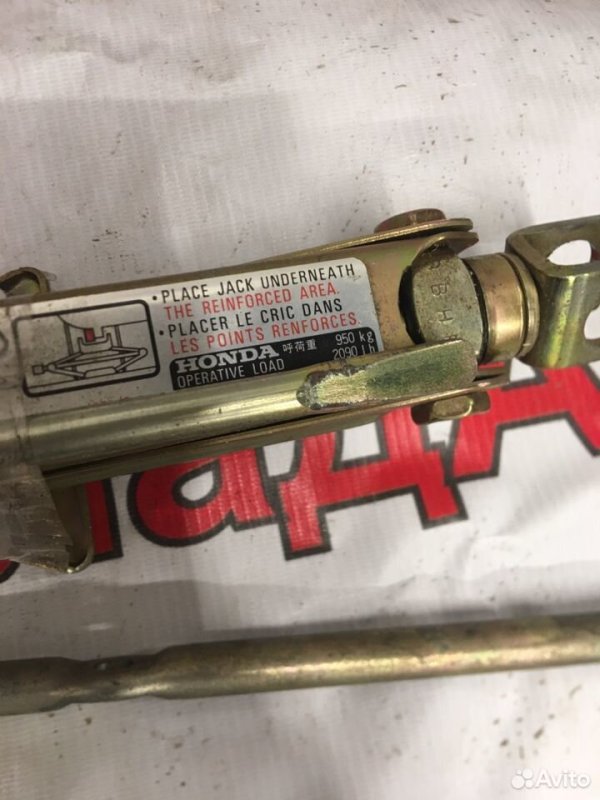 • PLACE JACK UNDERNEATH
THE REINFORCED AREA.
• PLACER LE CRIC DANS
LES POINTS RENFORCES.
HONDA 呼荷重 950 kg
OPERATIVE LOAD 2090 lb
Avito